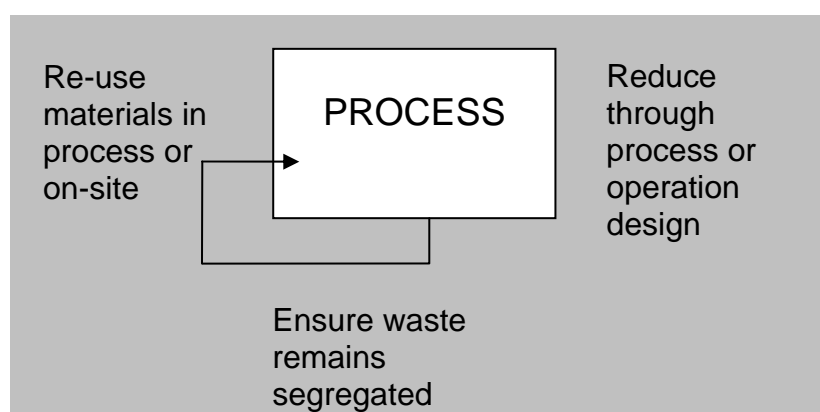 Re-use
materials in
process or
on-site
PROCESS
Reduce
through
process or
operation
design
Ensure waste
remains
segregated